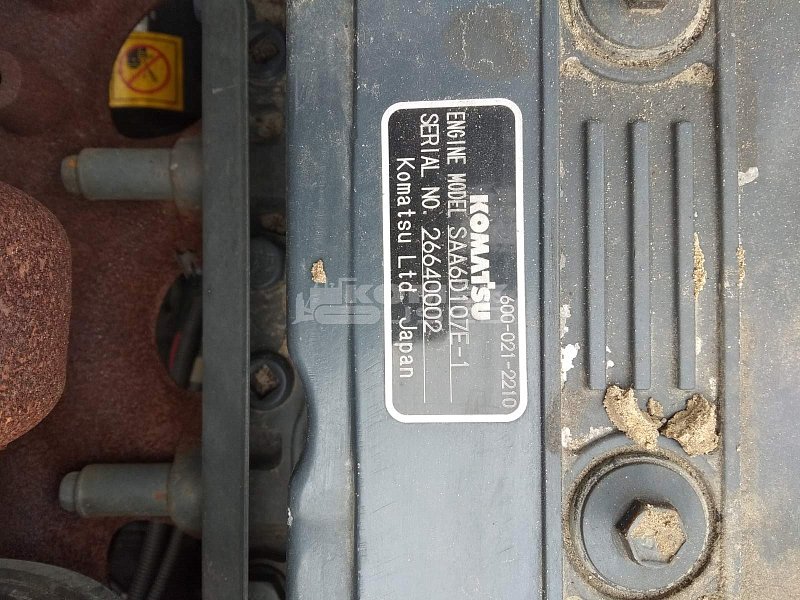 600-021-2210
KOMATSU
ENGINE MODEL SAA6D107E-1
SERIAL NO. 26640002
Komatsu Ltd. Japan